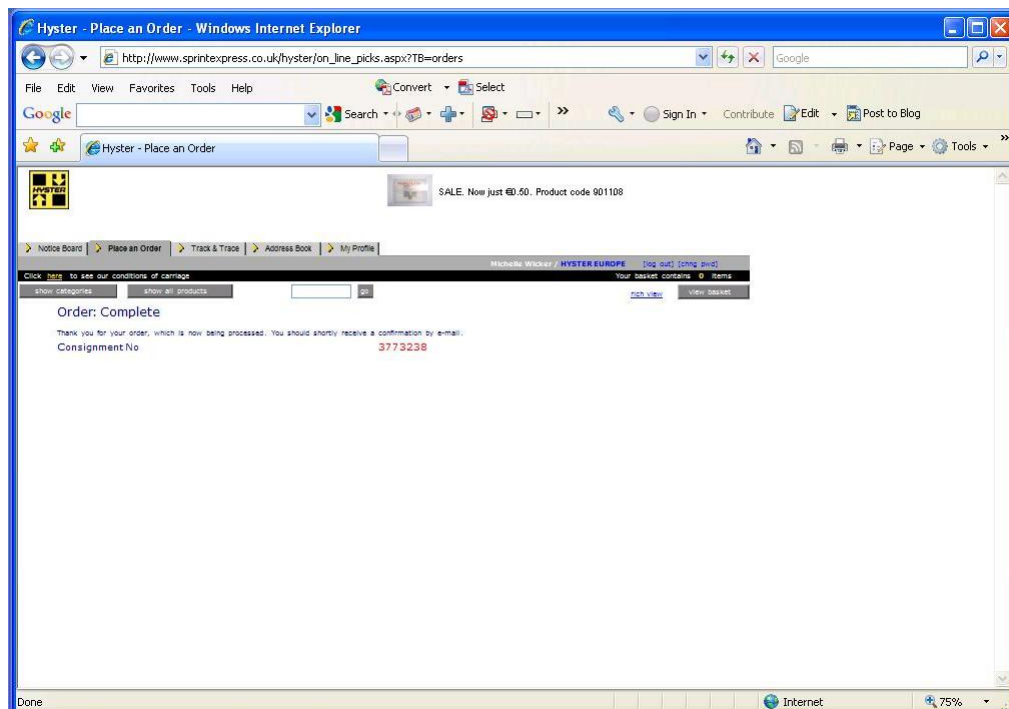 Hyster - Place an Order - Windows Internet Explorer
http://www.sprintexpress.co.uk/hyster/on_line_picks.aspx?TB=orders
Google
File Edit View Favorites Tools Help Convert Select
Google Search Sign In Contribute Edit Post to Blog
Hyster - Place an Order Page Tools
HYSTER
SALE. Now just €0.50. Product code 901108
Notice Board Place an Order Track & Trace Address Book My Profile
Michelle Wicker / HYSTER EUROPE [log out] [chng pwd]
Click here to see our conditions of carriage Your basket contains 0 items
show categories show all products go rich view view basket
Order: Complete
Thank you for your order, which is now being processed. You should shortly receive a confirmation by e-mail.
Consignment No 3773238
Done Internet 75%